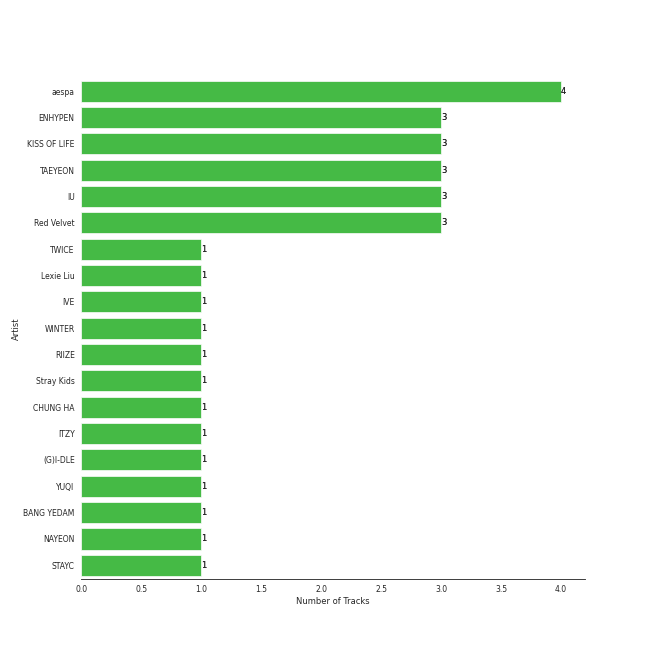 aespa 4
ENHYPEN 3
KISS OF LIFE 3
TAEYEON 3
IU 3
Red Velvet 3
TWICE 1
Lexie Liu 1
IVE 1
WINTER 1
RIIZE 1
Stray Kids 1
CHUNG HA 1
ITZY 1
(G)I-DLE 1
YUQI 1
BANG YEDAM 1
NAYEON 1
STAYC 1
Artist
0.0 0.5 1.0 1.5 2.0 2.5 3.0 3.5 4.0
Number of Tracks